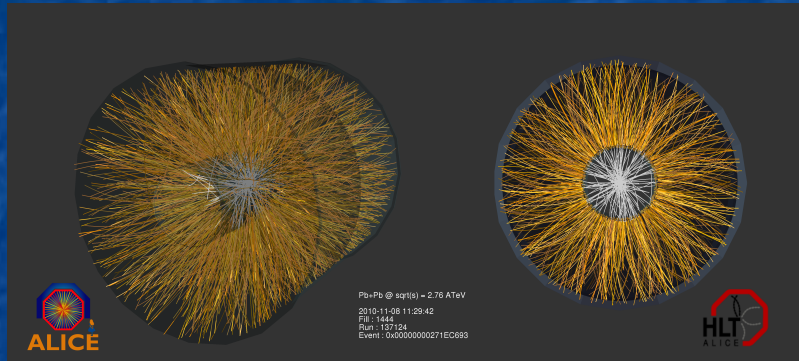 Pb+Pb @ sqrt(s) = 2.76 ATeV
2010-11-08 11:29:42
Fill : 1444
Run : 137124
Event : 0x00000000271EC693
ALICE
HLT
ALICE